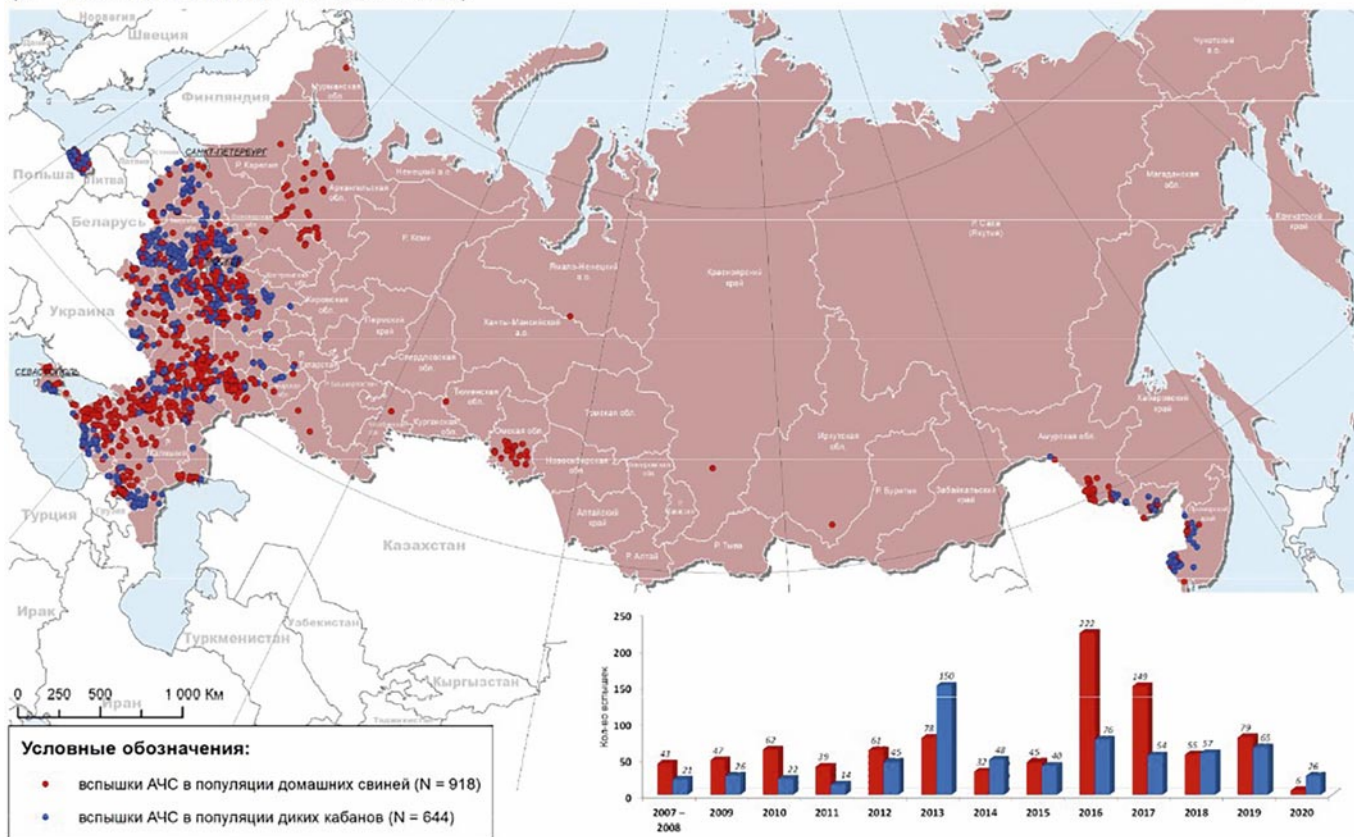 Норвегия
Швеция
Финляндия
Мурманская
обл.
Чукотский
а.о.
САНКТ-ПЕТЕРБУРГ
Польша
Литва
Латвия
Р. Карелия
Архангельская
обл.
Ненецкий а.о.
Магаданская
обл.
Камчатский
край
Беларусь
Р. Коми
Ямало-Ненецкий
а.о.
Красноярский
край
Р. Саха
(Якутия)
Украина
Кировская
обл.
Пермский
край
Ханты-Мансийский
а.о.
Свердловская
обл.
СЕВАСТОПОЛЬ
Тюменская
обл.
Томская
обл.
Курганская
обл.
Омская обл.
Новосибирская
обл.
Иркутская
обл.
Амурская обл.
Хабаровский
край
Приморский
край
Алтайский
край
Р. Бурятия
Забайкальский
край
Р. Алтай
Р. Тыва
Турция
Грузия
Казахстан
Ирак
Туркменистан
Узбекистан
Кыргызстан
Иран
0 250 500 1 000 Км
Условные обозначения:
вспышки АЧС в популяции домашних свиней (N = 918)
вспышки АЧС в популяции диких кабанов (N = 644)
Кол-во вспышек
250
200
150
100
50
0
43 21 47 26 62 22 39 14 61 45 78 150 32 48 45 40 222 76 149 54 55 57 79 65 6 26
2007 – 2009 2010 2011 2012 2013 2014 2015 2016 2017 2018 2019 2020
2008